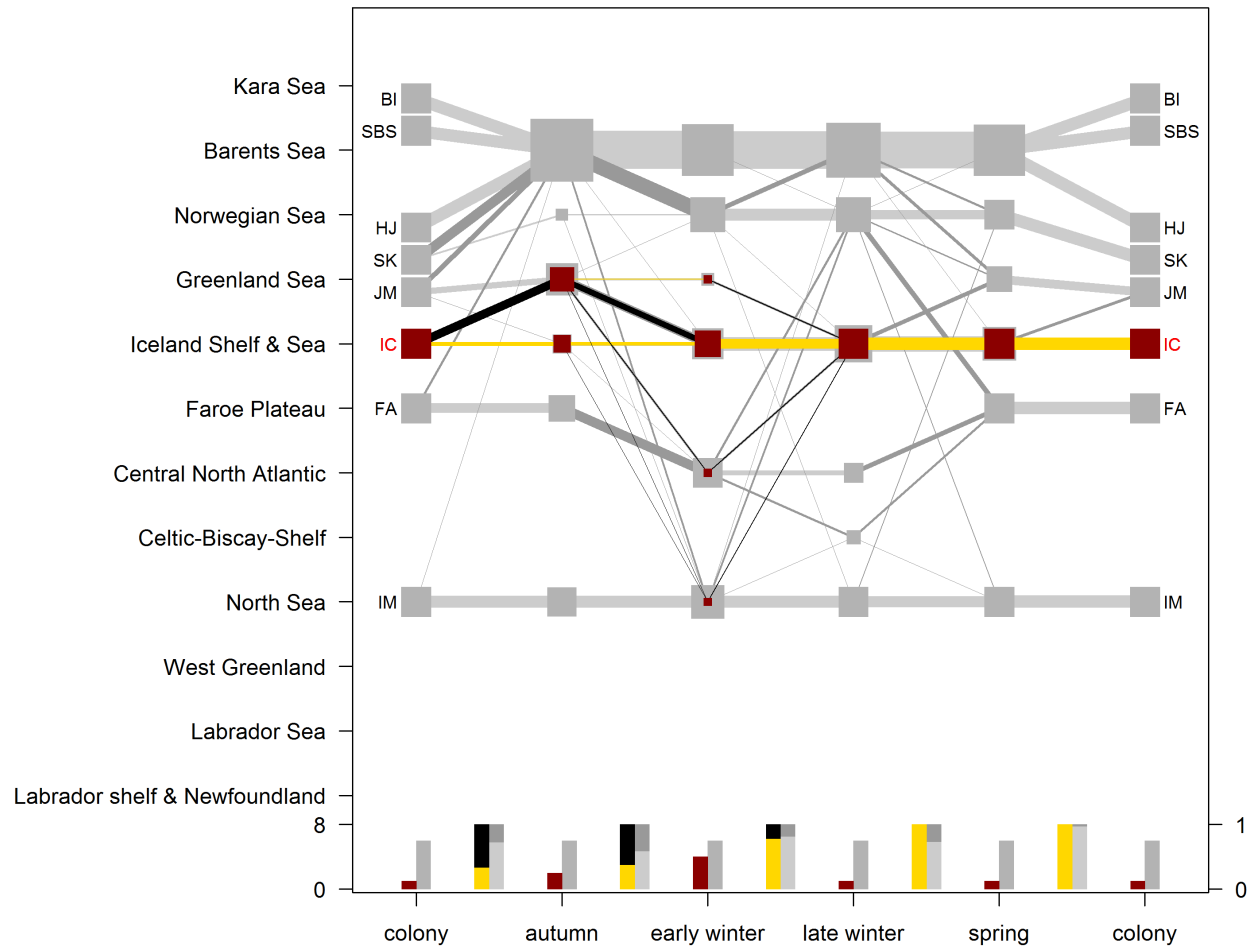 Kara Sea
BI BI
SBS SBS
Barents Sea
Norwegian Sea
HJ HJ
SK SK
Greenland Sea
JM JM
Iceland Shelf & Sea
IC IC
Faroe Plateau
FA FA
Central North Atlantic
Celtic-Biscay-Shelf
North Sea
IM IM
West Greenland
Labrador Sea
Labrador shelf & Newfoundland
8 1
0 0
colony autumn early winter late winter spring colony